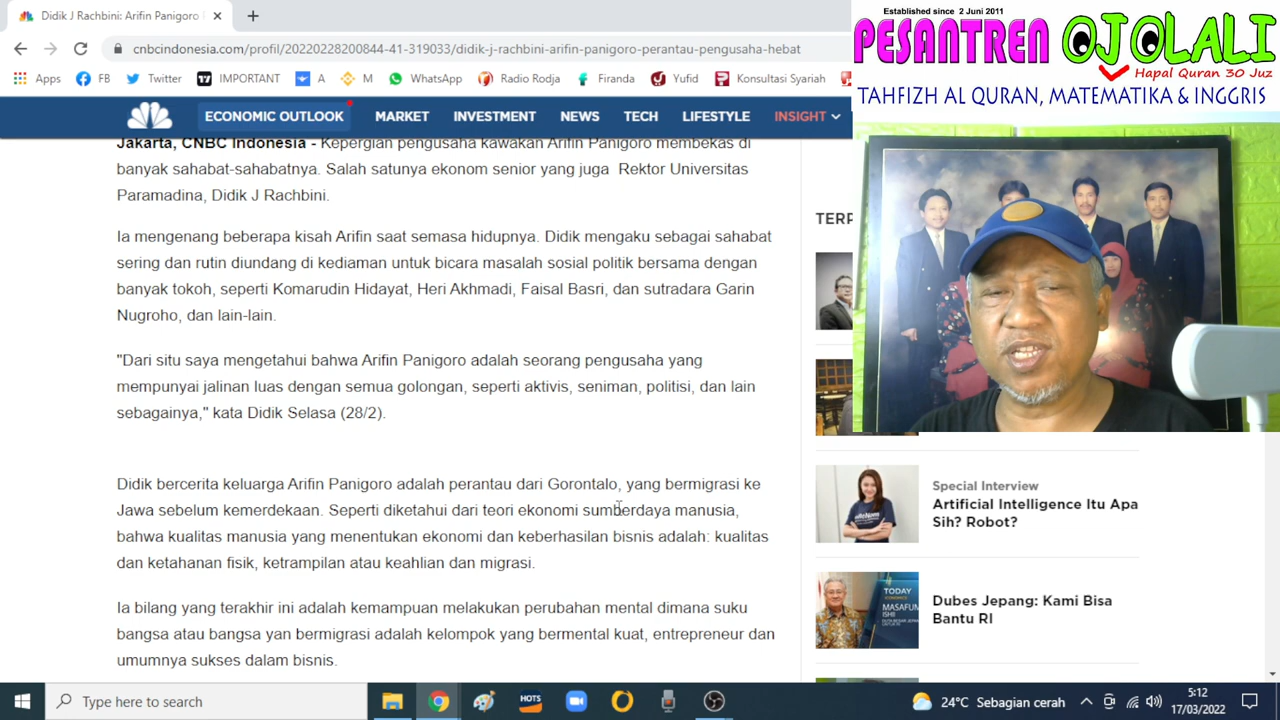 Didik J Rachbini: Arifin Panigoro
cnbcindonesia.com/profil/20220228200844-41-319033/didik-j-rachbini-arifin-panigoro-perantau-pengusaha-hebat
Apps FB Twitter IMPORTANT A M WhatsApp Radio Rodja Firanda Yufid Konsultasi Syariah
Established since 2 Juni 2011
PESANTREN OJOLALI
Hapal Quran 30 Juz
TAHFIZH AL QURAN, MATEMATIKA & INGGRIS
ECONOMIC OUTLOOK MARKET INVESTMENT NEWS TECH LIFESTYLE INSIGHT
Jakarta, CNBC Indonesia - Kepergian pengusaha kawakan Arifin Panigoro membekas di
banyak sahabat-sahabatnya. Salah satunya ekonom senior yang juga Rektor Universitas
Paramadina, Didik J Rachbini.
Ia mengenang beberapa kisah Arifin saat semasa hidupnya. Didik mengaku sebagai sahabat
sering dan rutin diundang di kediaman untuk bicara masalah sosial politik bersama dengan
banyak tokoh, seperti Komarudin Hidayat, Heri Akhmadi, Faisal Basri, dan sutradara Garin
Nugroho, dan lain-lain.
"Dari situ saya mengetahui bahwa Arifin Panigoro adalah seorang pengusaha yang
mempunyai jalinan luas dengan semua golongan, seperti aktivis, seniman, politisi, dan lain
sebagainya," kata Didik Selasa (28/2).
Didik bercerita keluarga Arifin Panigoro adalah perantau dari Gorontalo, yang bermigrasi ke
Jawa sebelum kemerdekaan. Seperti diketahui dari teori ekonomi sumberdaya manusia,
bahwa kualitas manusia yang menentukan ekonomi dan keberhasilan bisnis adalah: kualitas
dan ketahanan fisik, ketrampilan atau keahlian dan migrasi.
Ia bilang yang terakhir ini adalah kemampuan melakukan perubahan mental dimana suku
bangsa atau bangsa yan bermigrasi adalah kelompok yang bermental kuat, entrepreneur dan
umumnya sukses dalam bisnis.
TERP
Special Interview
Artificial Intelligence Itu Apa
Sih? Robot?
TODAY
Dubes Jepang: Kami Bisa
Bantu RI
Type here to search
HOTS
24°C Sebagian cerah
5:12
17/03/2022